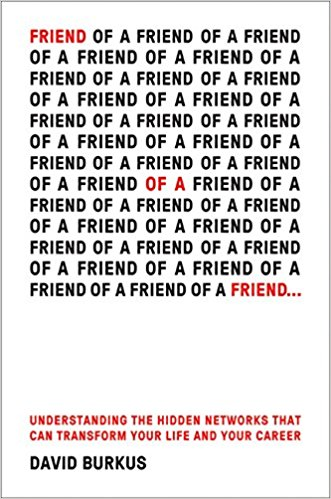 FRIEND OF A FRIEND OF A FRIEND
OF A FRIEND OF A FRIEND OF A
FRIEND OF A FRIEND OF A FRIEND
OF A FRIEND OF A FRIEND OF A
FRIEND OF A FRIEND OF A FRIEND
OF A FRIEND OF A FRIEND OF A
FRIEND OF A FRIEND OF A FRIEND
OF A FRIEND OF A FRIEND OF A
FRIEND OF A FRIEND OF A FRIEND
OF A FRIEND OF A FRIEND OF A
FRIEND OF A FRIEND OF A FRIEND
OF A FRIEND OF A FRIEND OF A
FRIEND OF A FRIEND OF A FRIEND...
UNDERSTANDING THE HIDDEN NETWORKS THAT
CAN TRANSFORM YOUR LIFE AND YOUR CAREER
DAVID BURKUS